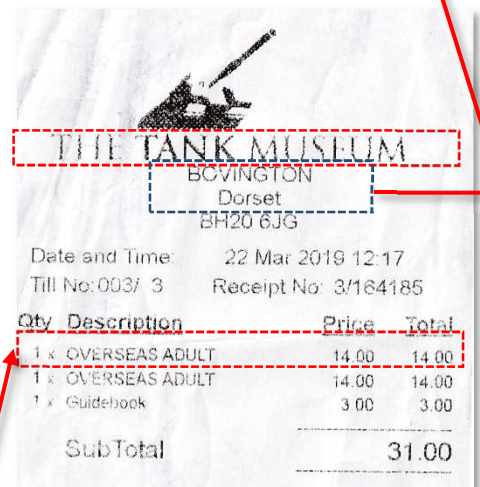 THE TANK MUSEUM
BOVINGTON
Dorset
BH20 6JG
Date and Time: 22 Mar 2019 12:17
Till No:003/ 3 Receipt No: 3/164185
Qty Description Price Total
1 x OVERSEAS ADULT 14.00 14.00
1 x OVERSEAS ADULT 14.00 14.00
1 x Guidebook 3.00 3.00
SubTotal 31.00